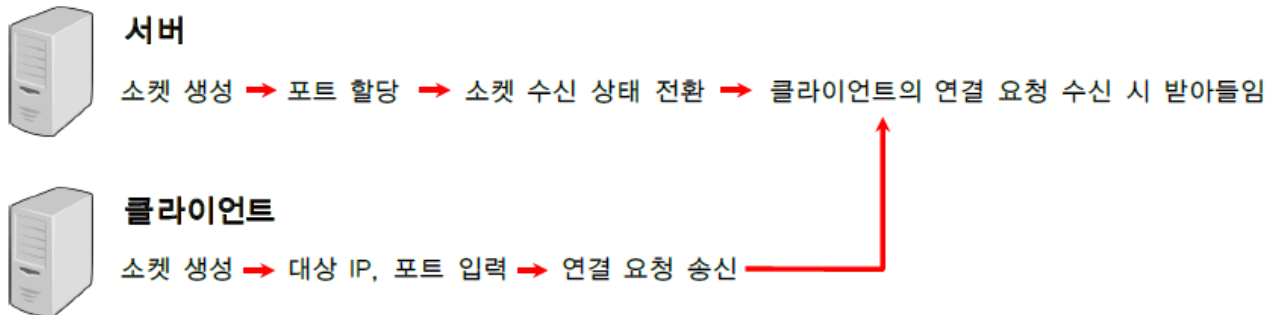 서버
소켓 생성 → 포트 할당 → 소켓 수신 상태 전환 → 클라이언트의 연결 요청 수신 시 받아들임
클라이언트
소켓 생성 → 대상 IP, 포트 입력 → 연결 요청 송신